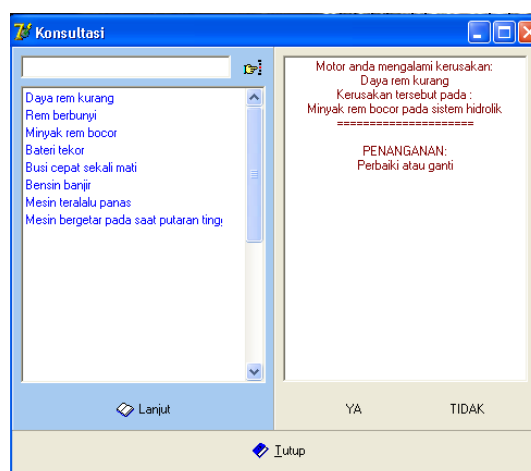 Konsultasi
Daya rem kurang
Rem berbunyi
Minyak rem bocor
Bateri tekor
Busi cepat sekali mati
Bensin banjir
Mesin teralalu panas
Mesin bergetar pada saat putaran ting
Lanjut
Motor anda mengalami kerusakan:
Daya rem kurang
Kerusakan tersebut pada :
Minyak rem bocor pada sistem hidrolik
=====================
PENANGANAN:
Perbaiki atau ganti
YA
TIDAK
Tutup